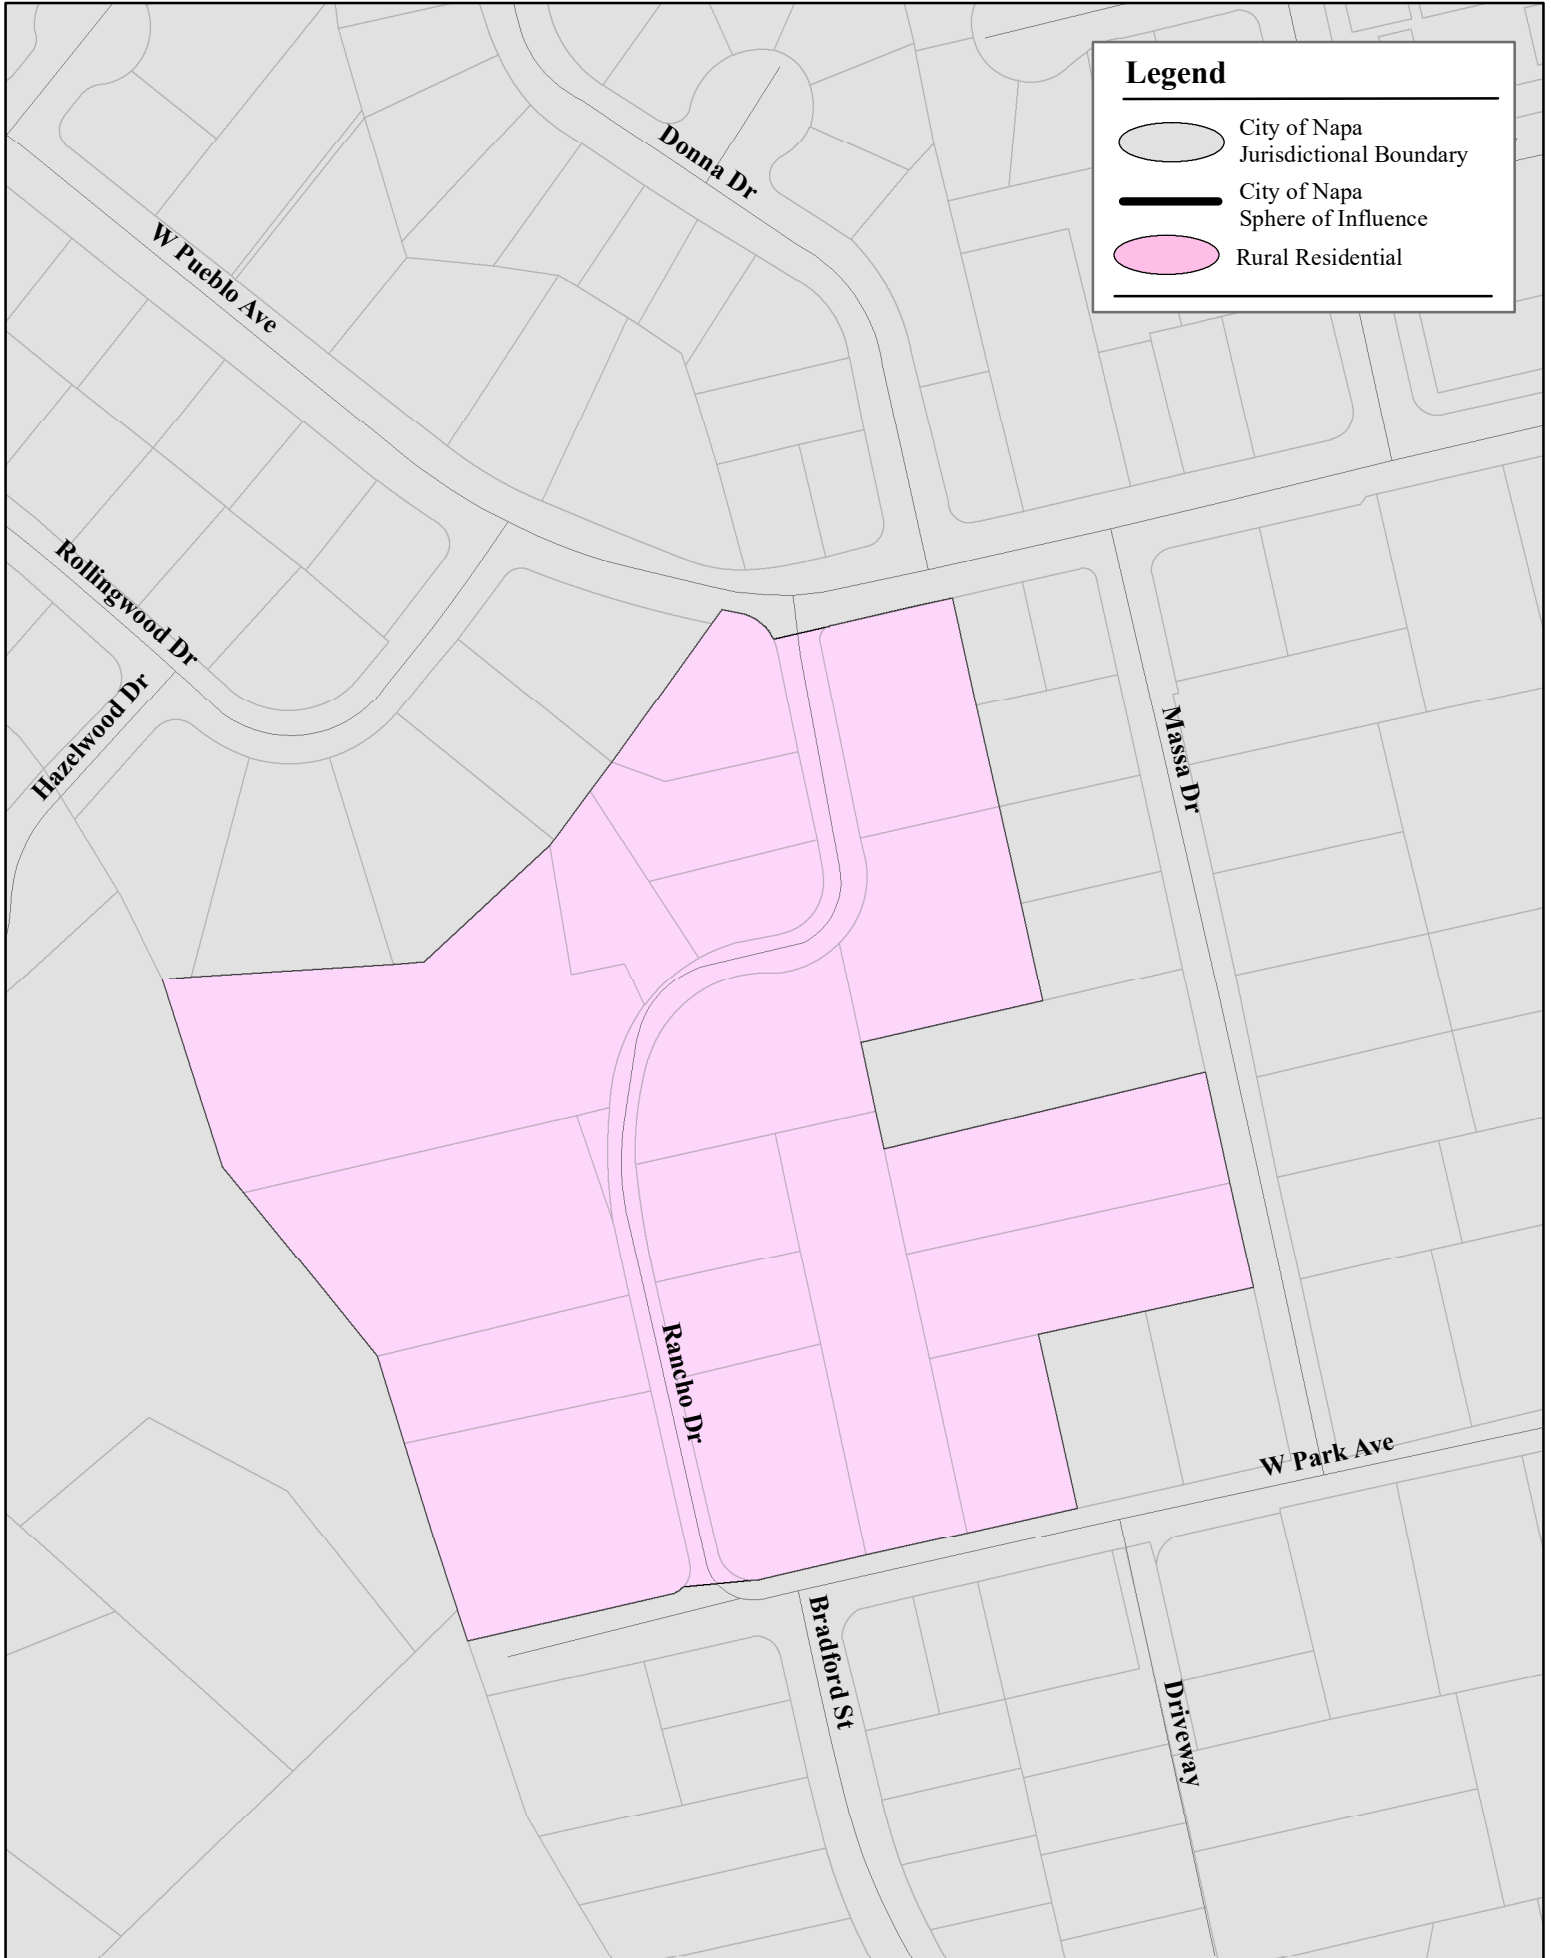 Legend
City of Napa
Jurisdictional Boundary
City of Napa
Sphere of Influence
Rural Residential
Donna Dr
W Pueblo Ave
Rollingwood Dr
Hazelwood Dr
Massa Dr
Rancho Dr
W Park Ave
Bradford St
Driveway